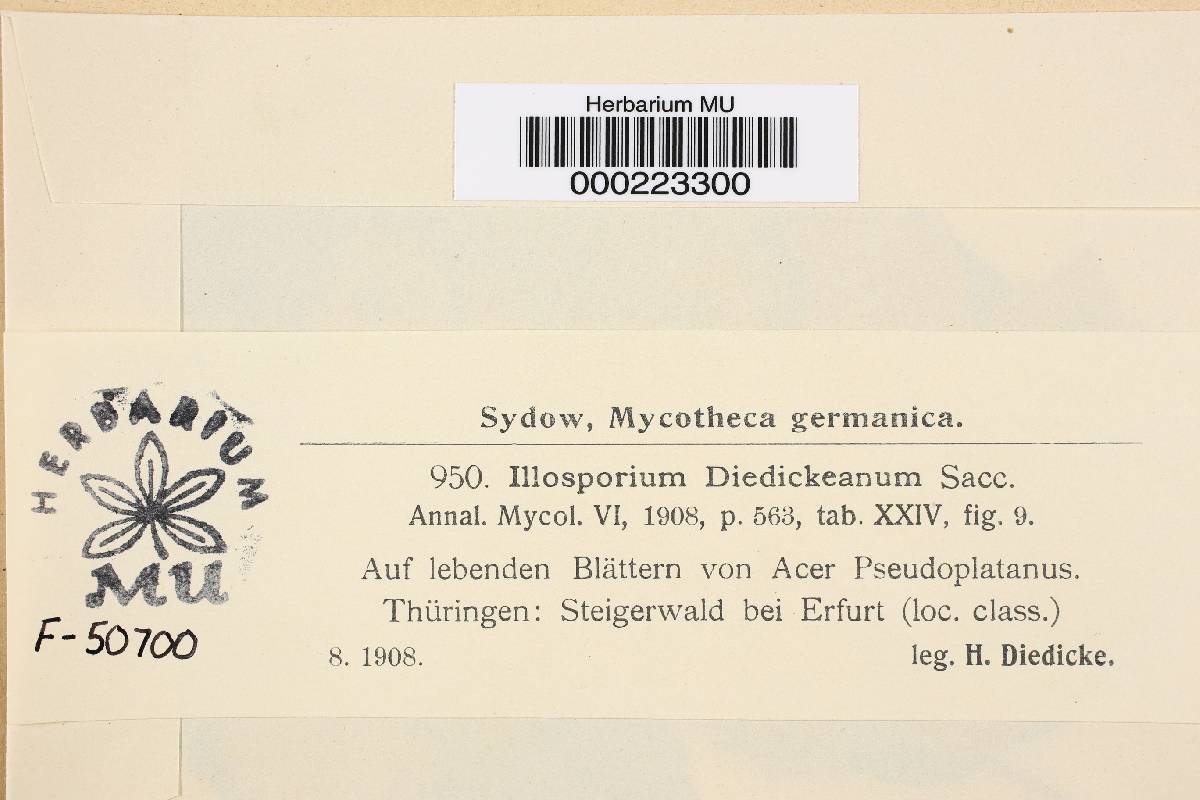 Herbarium MU
000223300
HERBARIUM
MU
F-50700
Sydow, Mycotheca germanica.
950. Illosporium Diedickeanum Sacc.
Annal. Mycol. VI, 1908, p. 563, tab. XXIV, fig. 9.
Auf lebenden Blättern von Acer Pseudoplatanus.
Thüringen: Steigerwald bei Erfurt (loc. class.)
8. 1908. leg. H. Diedicke.